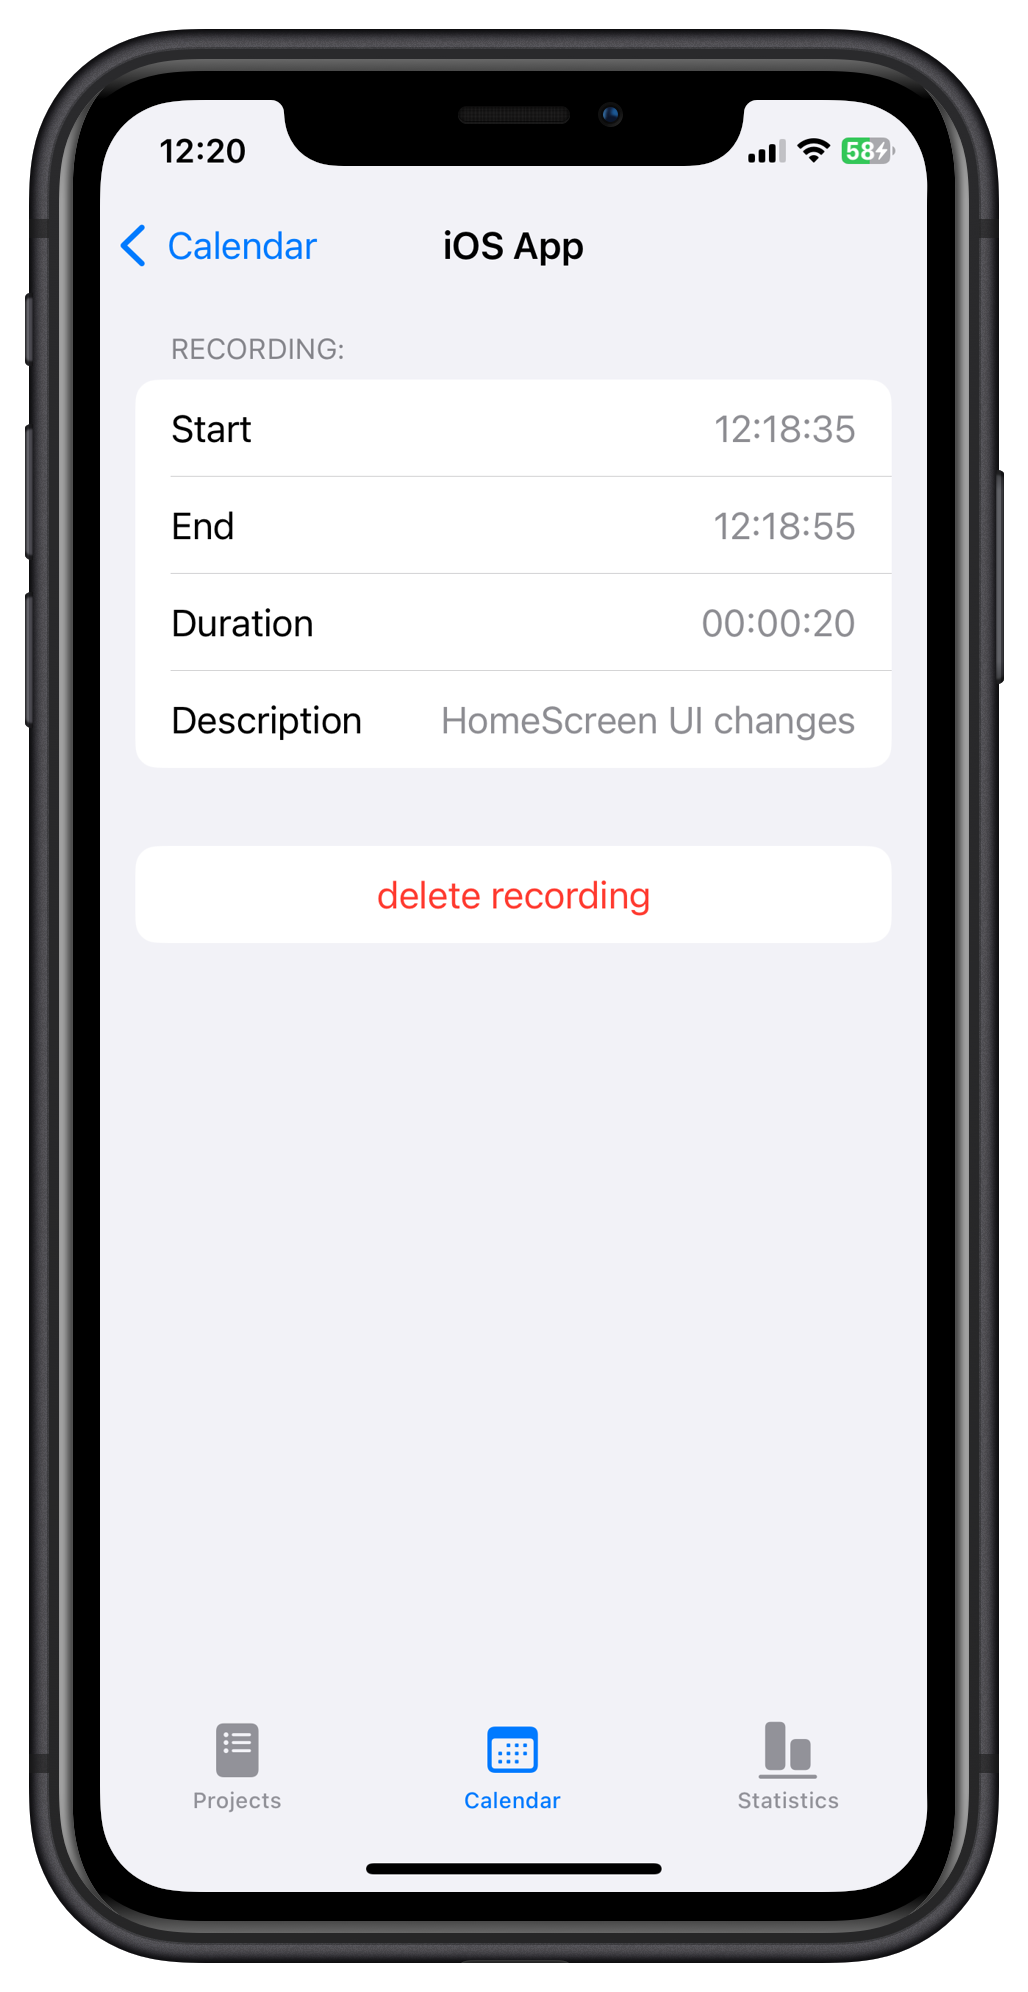 12:20
58
Calendar
iOS App
RECORDING:
Start 12:18:35
End 12:18:55
Duration 00:00:20
Description HomeScreen UI changes
delete recording
Projects Calendar Statistics